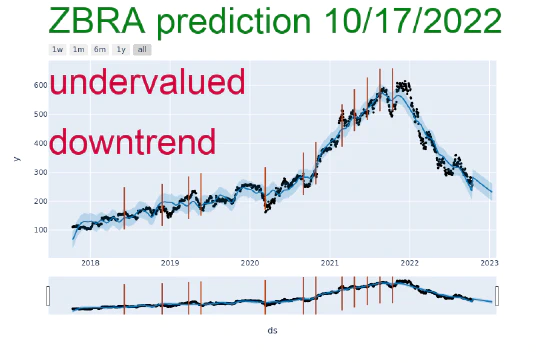 ZBRA prediction 10/17/2022
1w 1m 6m 1y all
undervalued
downtrend
600
500
400
300
200
100
y
2018 2019 2020 2021 2022 2023
ds